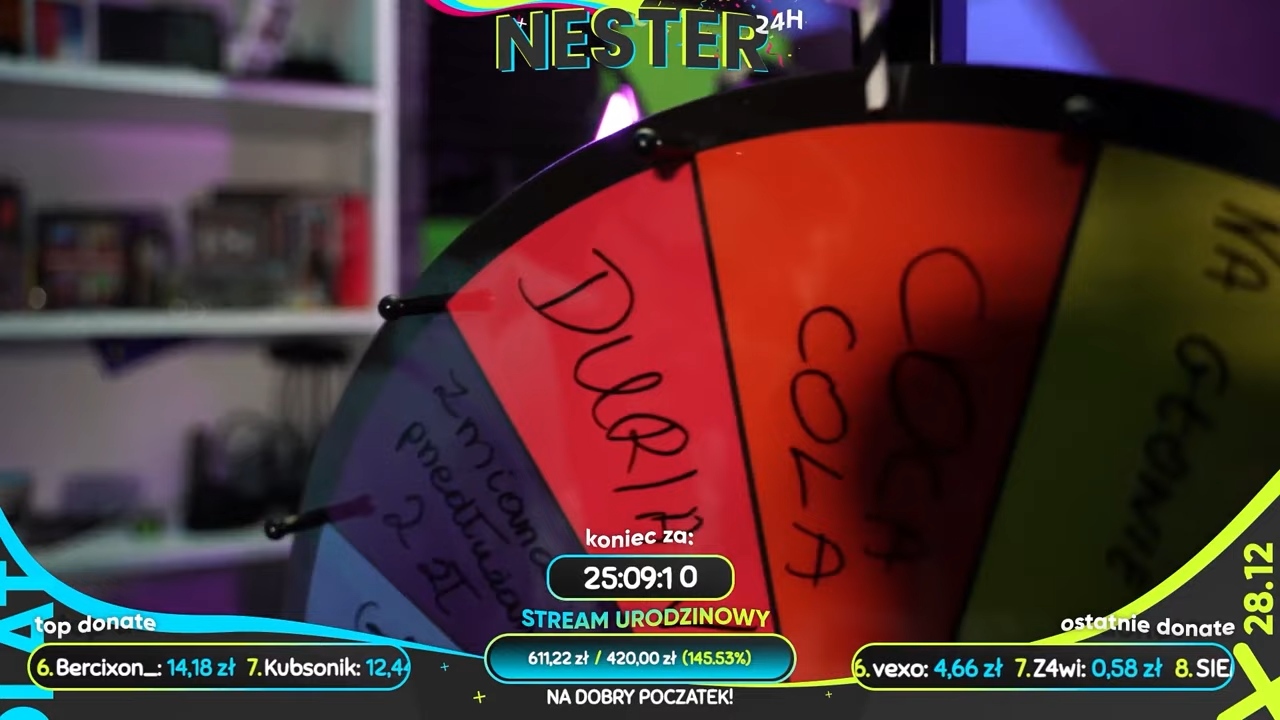 NESTER
24H
DURIAN
COCA
COLA
NA
GŁOWIE
zmiana
przedłużania
2 zł
koniec za:
25:09:10
STREAM URODZINOWY
611,22 zł / 420,00 zł (145.53%)
NA DOBRY POCZATEK!
top donate
6.Bercixon_: 14,18 zł 7.Kubsonik: 12,44
ostatnie donate
6.vexo: 4,66 zł 7.Z4wi: 0,58 zł 8.SIE
28.12